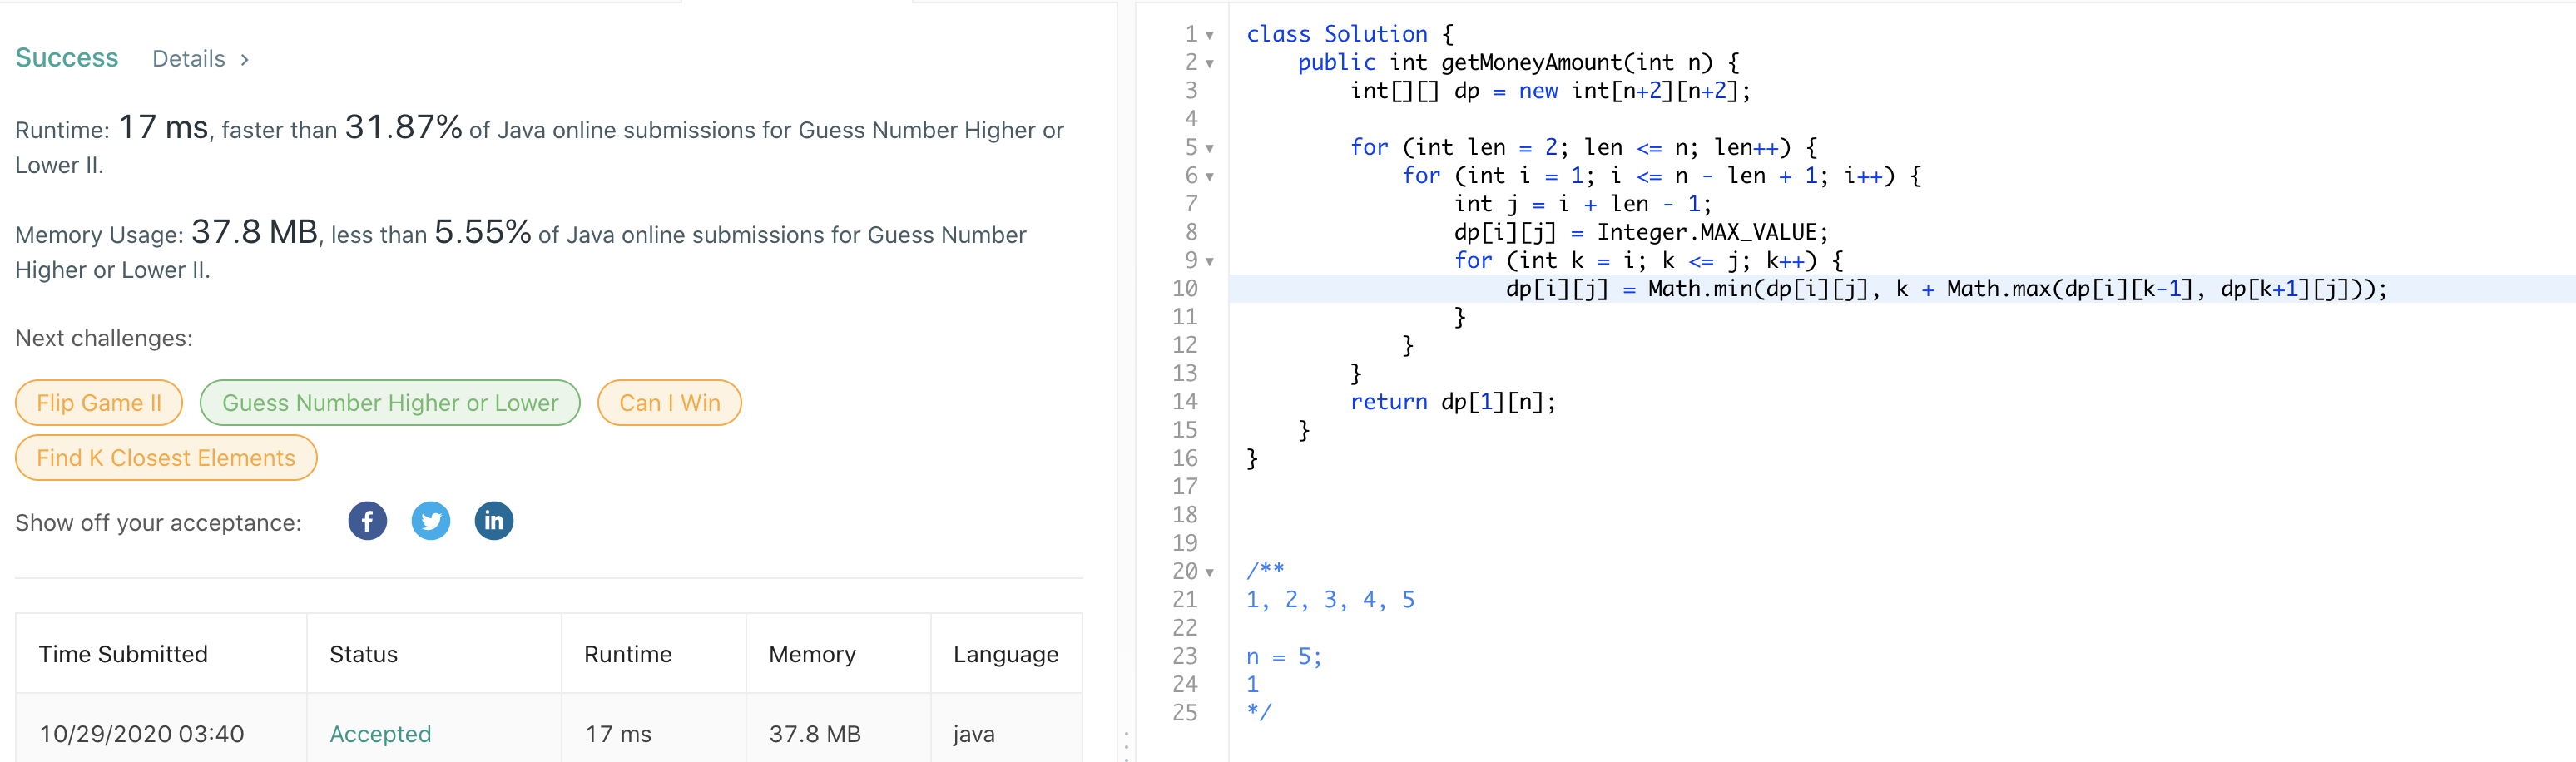 Success Details >
Runtime: 17 ms, faster than 31.87% of Java online submissions for Guess Number Higher or
Lower II.
Memory Usage: 37.8 MB, less than 5.55% of Java online submissions for Guess Number
Higher or Lower II.
Next challenges:
Flip Game II Guess Number Higher or Lower Can I Win
Find K Closest Elements
Show off your acceptance: f in
Time Submitted Status Runtime Memory Language
10/29/2020 03:40 Accepted 17 ms 37.8 MB java
1 class Solution {
2     public int getMoneyAmount(int n) {
3         int[][] dp = new int[n+2][n+2];
4
5         for (int len = 2; len <= n; len++) {
6             for (int i = 1; i <= n - len + 1; i++) {
7                 int j = i + len - 1;
8                 dp[i][j] = Integer.MAX_VALUE;
9                 for (int k = i; k <= j; k++) {
10                     dp[i][j] = Math.min(dp[i][j], k + Math.max(dp[i][k-1], dp[k+1][j]));
11                 }
12             }
13         }
14         return dp[1][n];
15     }
16 }
17
18
19
20 /**
21 1, 2, 3, 4, 5
22
23 n = 5;
24 1
25 */